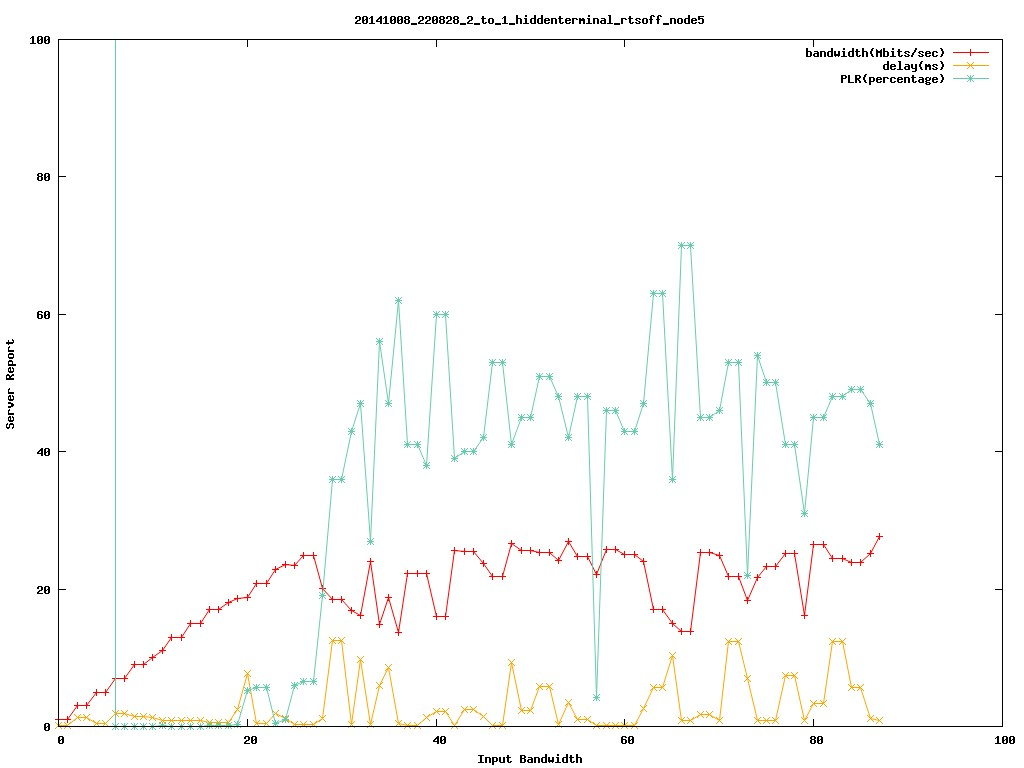 20141008_220828_2_to_1_hiddenterminal_rtsoff_node5
bandwidth(Mbits/sec)
delay(ms)
PLR(percentage)
100
80
60
40
20
0
Server Report
0 20 40 60 80 100
Input Bandwidth